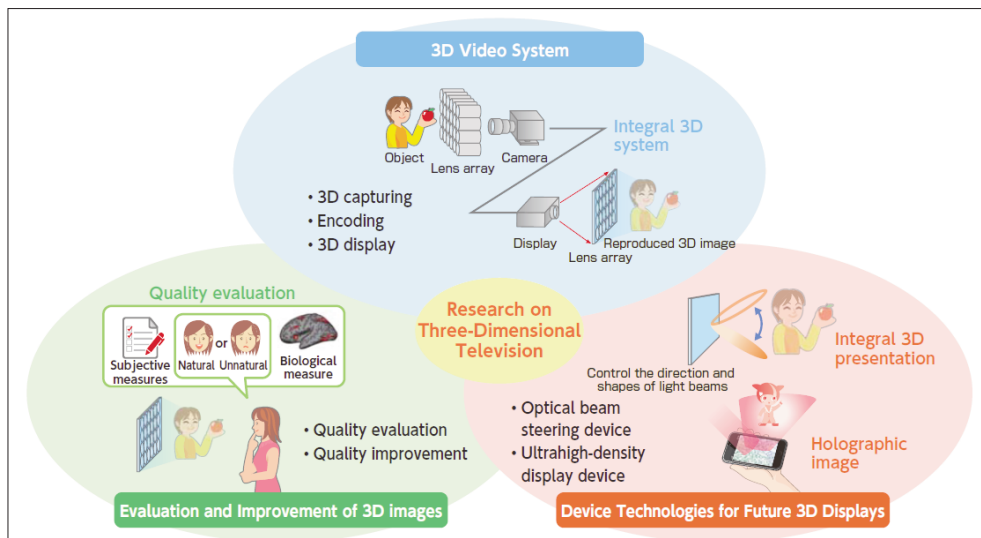 3D Video System
Integral 3D
system
Object
Lens array
Camera
• 3D capturing
• Encoding
• 3D display
Display
Reproduced 3D image
Lens array
Research on
Three-Dimensional
Television
Quality evaluation
Subjective
measures
or
Natural
Unnatural
Biological
measure
• Quality evaluation
• Quality improvement
Evaluation and Improvement of 3D images
Integral 3D
presentation
Control the direction and
shapes of light beams
• Optical beam
steering device
• Ultrahigh-density
display device
Holographic
image
Device Technologies for Future 3D Displays